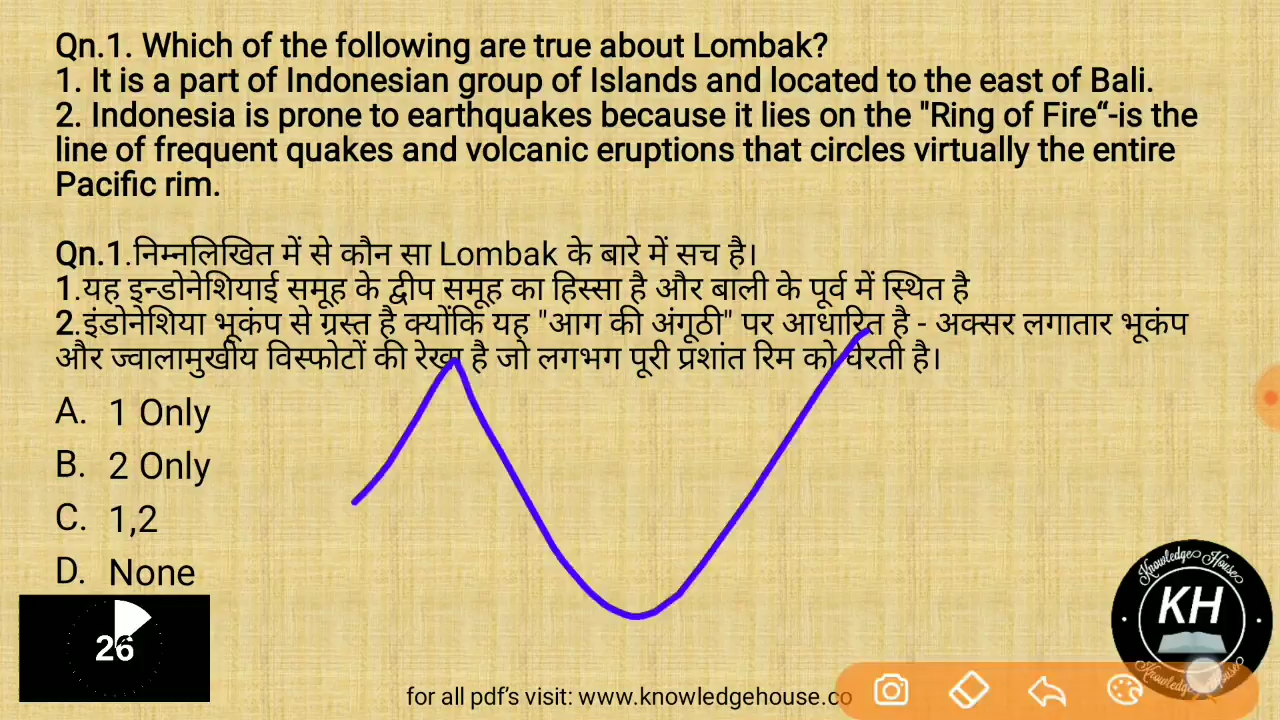 Qn.1. Which of the following are true about Lombak?
1. It is a part of Indonesian group of Islands and located to the east of Bali.
2. Indonesia is prone to earthquakes because it lies on the "Ring of Fire“-is the
line of frequent quakes and volcanic eruptions that circles virtually the entire
Pacific rim.
Qn.1.निम्नलिखित में से कौन सा Lombak के बारे में सच है।
1.यह इन्डोनेशियाई समूह के द्वीप समूह का हिस्सा है और बाली के पूर्व में स्थित है
2.इंडोनेशिया भूकंप से ग्रस्त है क्योंकि यह "आग की अंगूठी" पर आधारित है - अक्सर लगातार भूकंप
और ज्वालामुखीय विस्फोटों की रेखा है जो लगभग पूरी प्रशांत रिम को घेरती है।
A. 1 Only
B. 2 Only
C. 1,2
D. None
26
Knowledge House
KH
for all pdf's visit: www.knowledgehouse.co